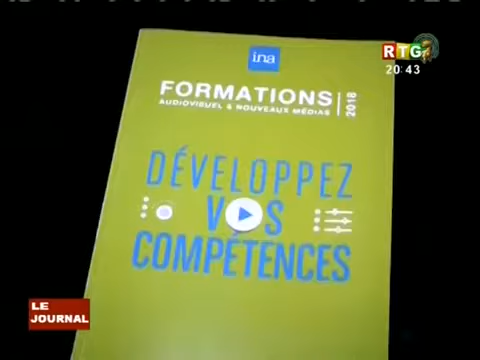 ina
RTG
20:43
FORMATIONS
2018
AUDIOVISUEL & NOUVEAUX MÉDIAS
DÉVELOPPEZ
VOS
COMPÉTENCES
LE
JOURNAL